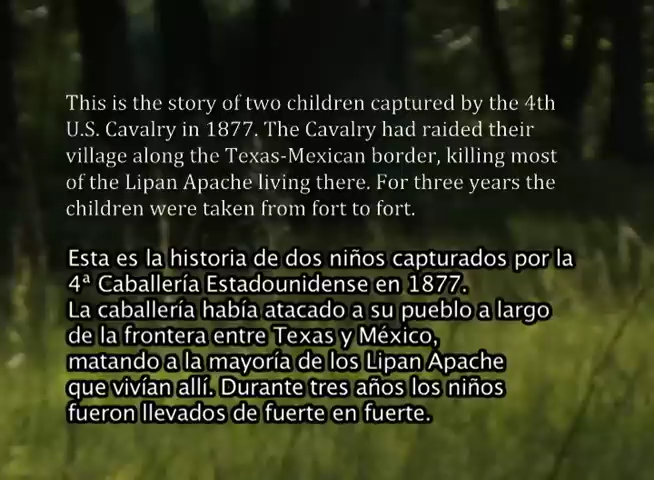 This is the story of two children captured by the 4th
U.S. Cavalry in 1877. The Cavalry had raided their
village along the Texas-Mexican border, killing most
of the Lipan Apache living there. For three years the
children were taken from fort to fort.
Esta es la historia de dos niños capturados por la
4ª Caballería Estadounidense en 1877.
La caballería había atacado a su pueblo a largo
de la frontera entre Texas y México,
matando a la mayoría de los Lipan Apache
que vivían allí. Durante tres años los niños
fueron llevados de fuerte en fuerte.